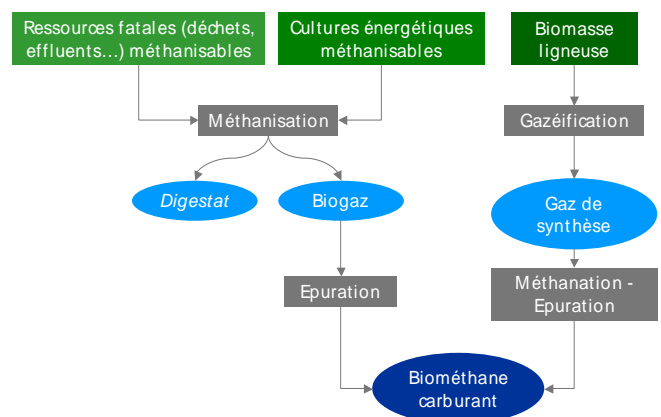 Ressources fatales (déchets,
effluents...) méthanisables
Cultures énergétiques
méthanisables
Biomasse
ligneuse
Méthanisation
Gazéification
Digestat
Biogaz
Gaz de
synthèse
Epuration
Méthanation -
Epuration
Biométhane
carburant